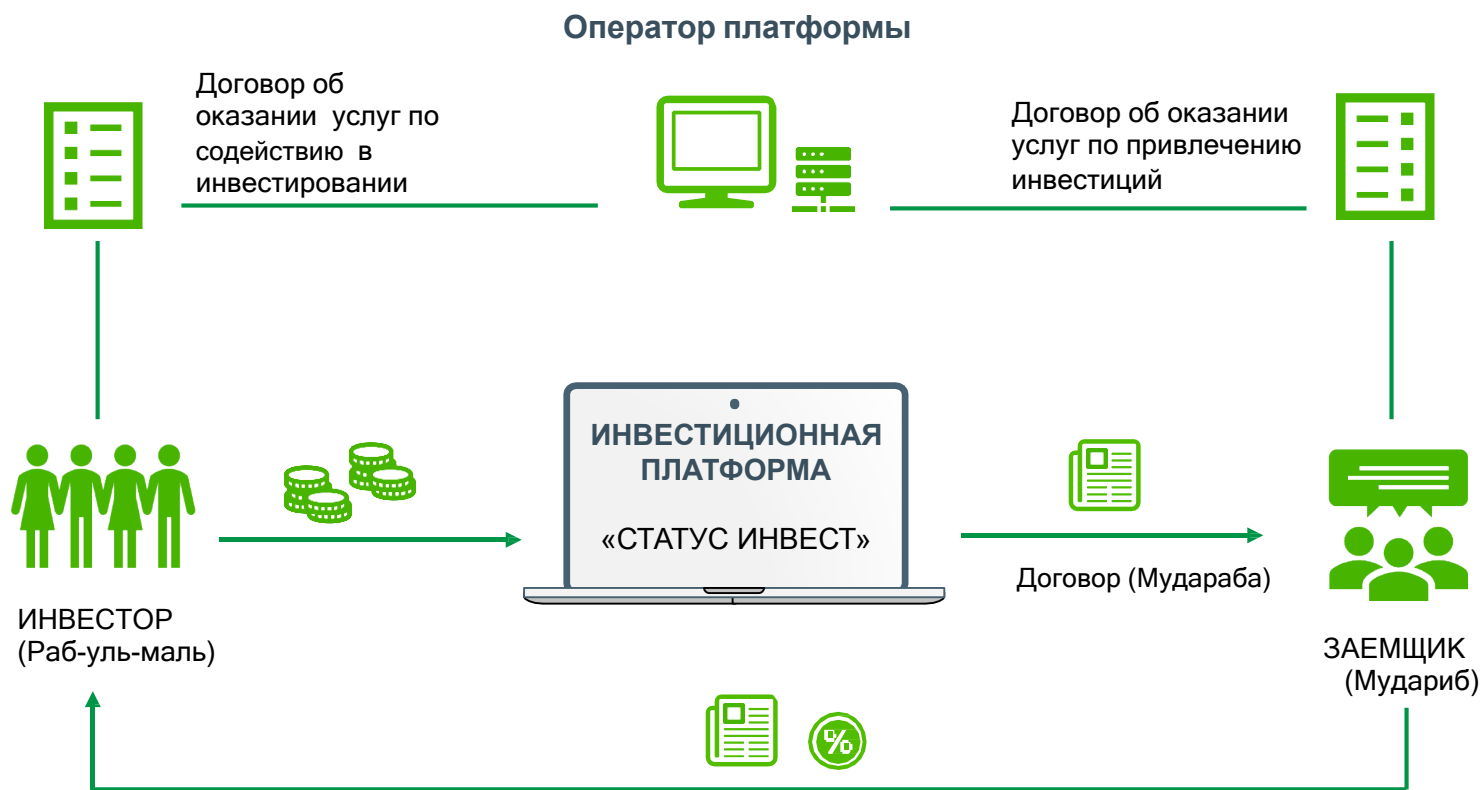 Оператор платформы
Договор об
оказании услуг по
содействию в
инвестировании
Договор об оказании
услуг по привлечению
инвестиций
ИНВЕСТИЦИОННАЯ
ПЛАТФОРМА
«СТАТУС ИНВЕСТ»
Договор (Мудараба)
ИНВЕСТОР
(Раб-уль-маль)
ЗАЕМЩИК
(Мудариб)
%